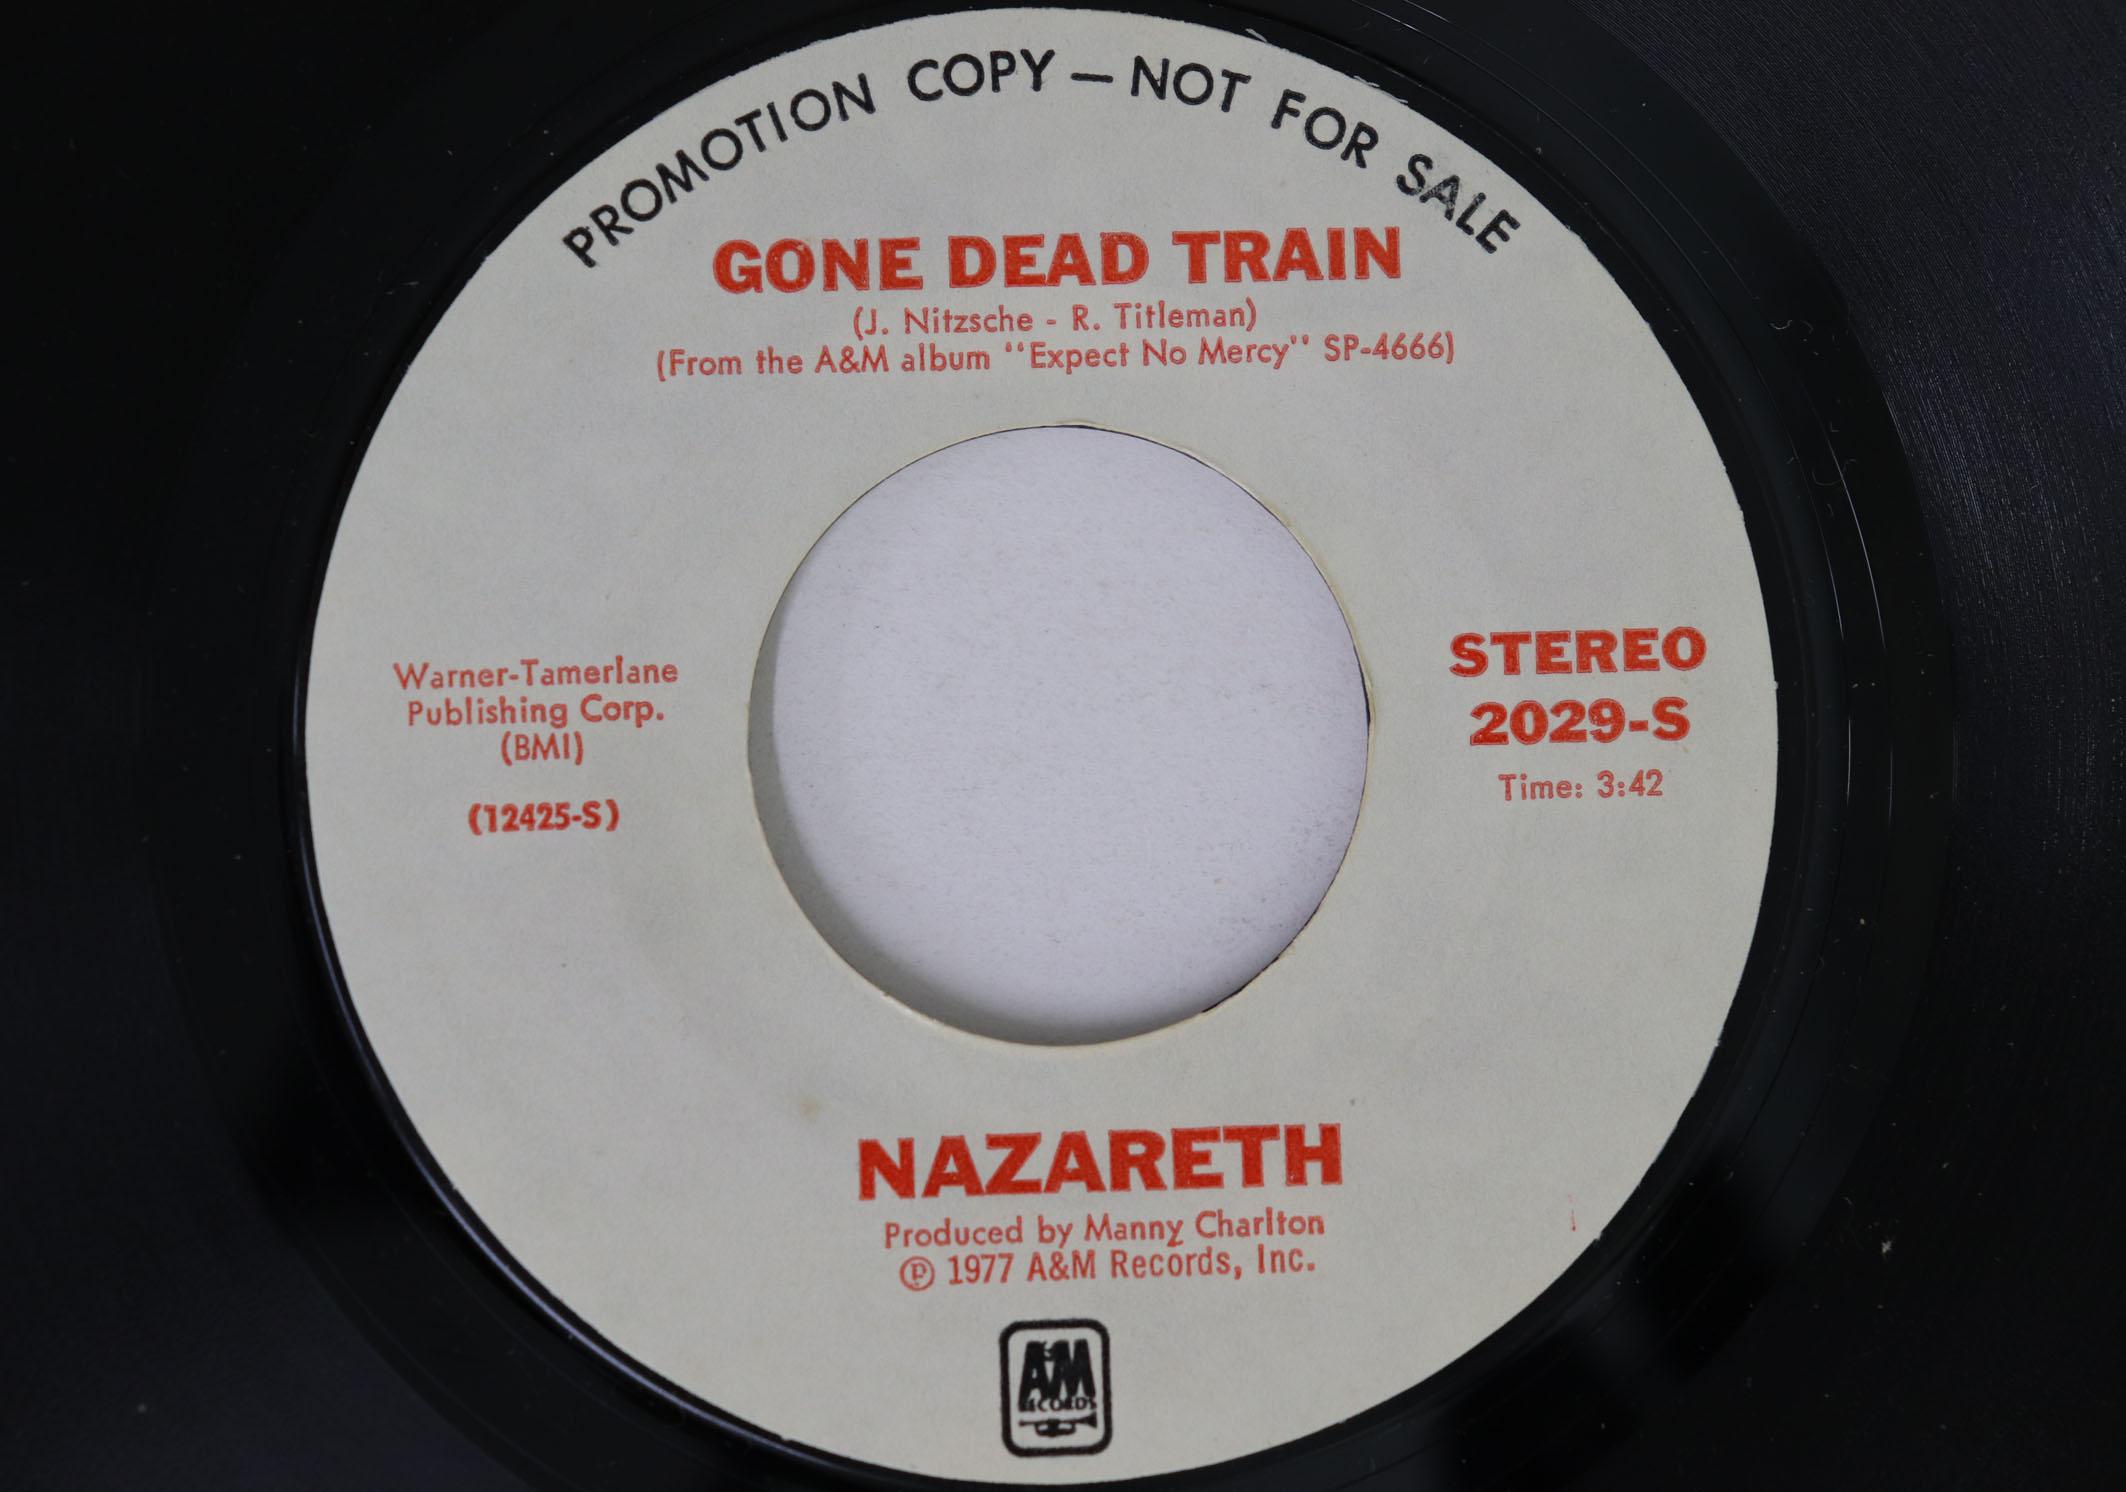 PROMOTION COPY — NOT FOR SALE
GONE DEAD TRAIN
(J. Nitzsche - R. Titleman)
(From the A&M album "Expect No Mercy" SP-4666)
Warner-Tamerlane
Publishing Corp.
(BMI)
(12425-S)
STEREO
2029-S
Time: 3:42
NAZARETH
Produced by Manny Charlton
℗ 1977 A&M Records, Inc.
A&M
RECORDS